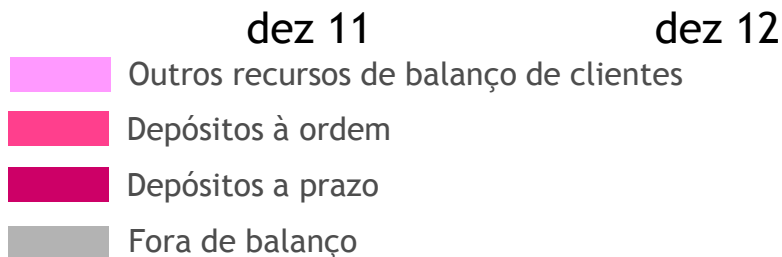 dez 11 dez 12
Outros recursos de balanço de clientes
Depósitos à ordem
Depósitos a prazo
Fora de balanço